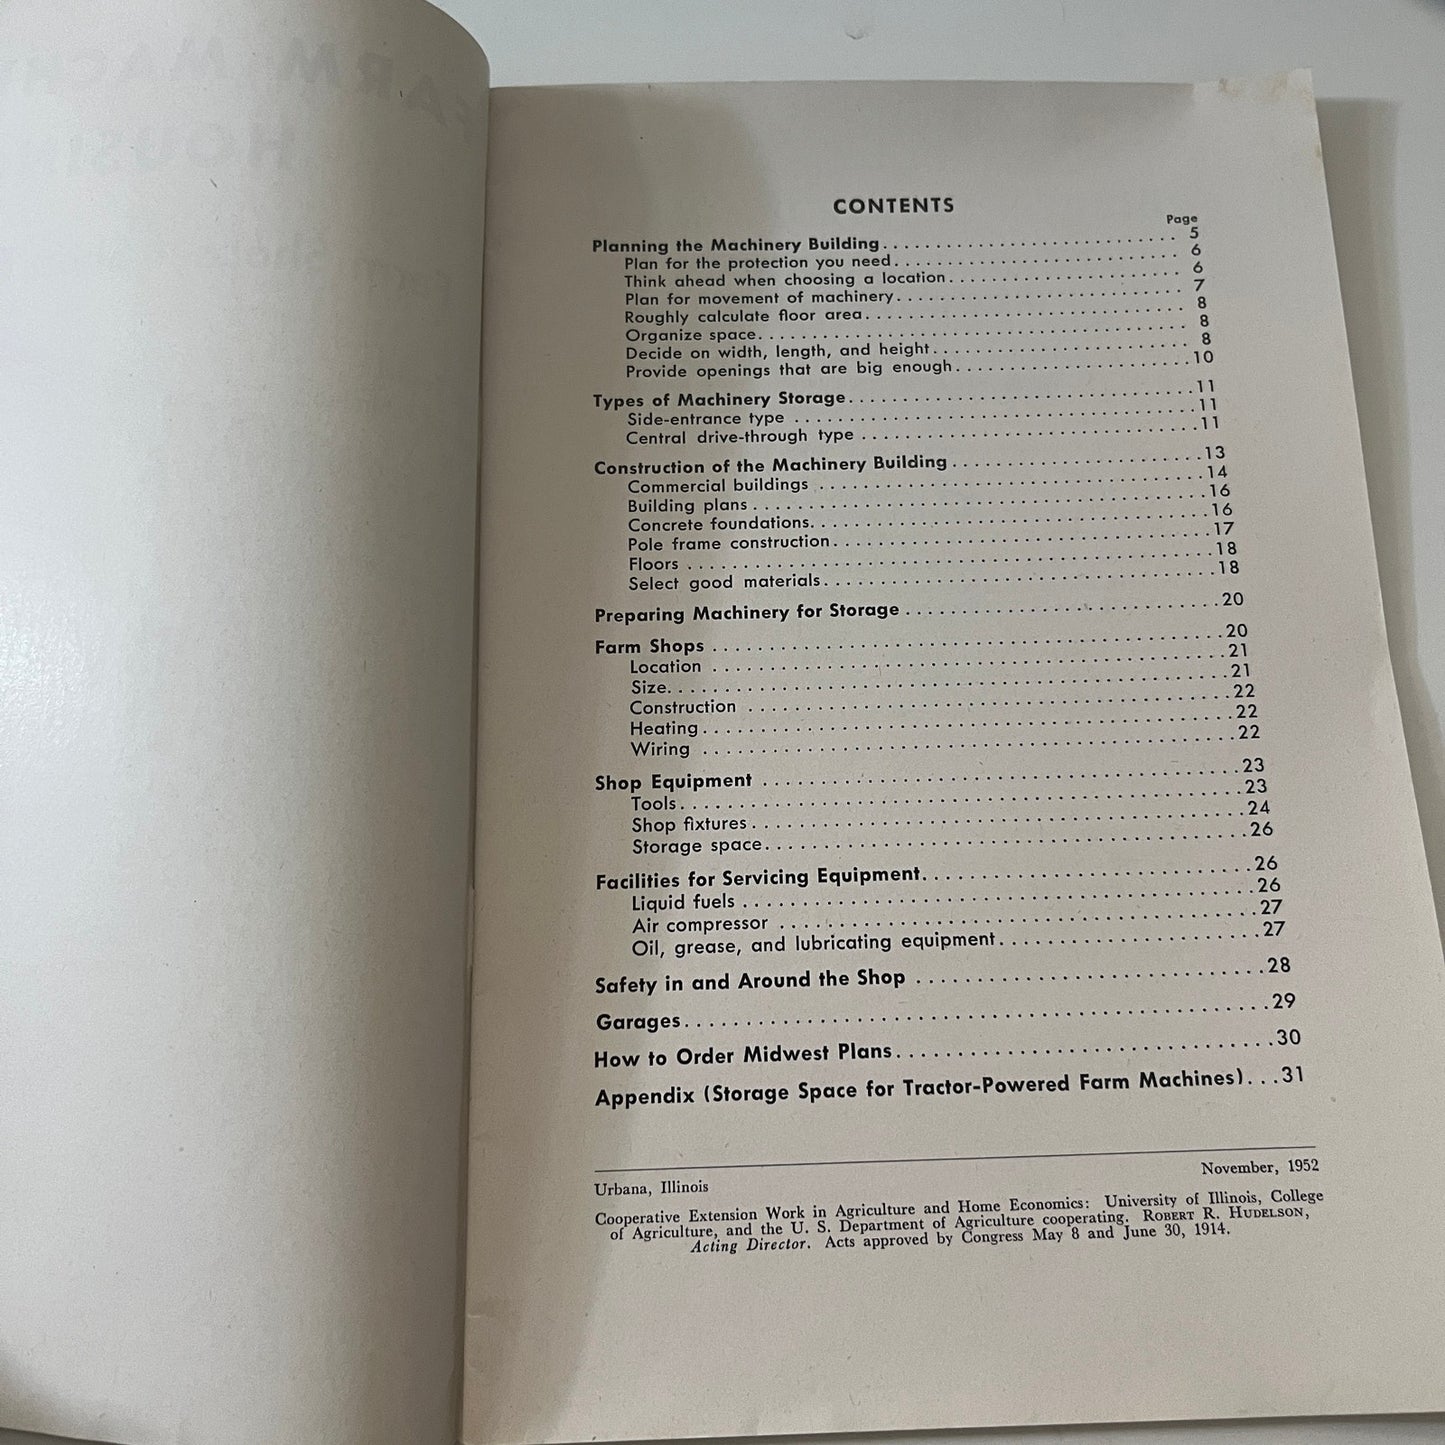 CONTENTS
Page
Planning the Machinery Building. . . . . . . . . . . . . . . . . . . . . . . . . . . . 5
Plan for the protection you need. . . . . . . . . . . . . . . . . . . . . . . . . . . 6
Think ahead when choosing a location. . . . . . . . . . . . . . . . . . . . . . 6
Plan for movement of machinery. . . . . . . . . . . . . . . . . . . . . . . . . . . 7
Roughly calculate floor area. . . . . . . . . . . . . . . . . . . . . . . . . . . . . . 8
Organize space. . . . . . . . . . . . . . . . . . . . . . . . . . . . . . . . . . . . . . . . 8
Decide on width, length, and height. . . . . . . . . . . . . . . . . . . . . . . . 8
Provide openings that are big enough. . . . . . . . . . . . . . . . . . . . . .10
Types of Machinery Storage. . . . . . . . . . . . . . . . . . . . . . . . . . . . . . . .11
Side-entrance type . . . . . . . . . . . . . . . . . . . . . . . . . . . . . . . . . . . . .11
Central drive-through type . . . . . . . . . . . . . . . . . . . . . . . . . . . . . . .11
Construction of the Machinery Building . . . . . . . . . . . . . . . . . . . . . . .13
Commercial buildings . . . . . . . . . . . . . . . . . . . . . . . . . . . . . . . . . . .14
Building plans . . . . . . . . . . . . . . . . . . . . . . . . . . . . . . . . . . . . . . . . .16
Concrete foundations. . . . . . . . . . . . . . . . . . . . . . . . . . . . . . . . . . . .16
Pole frame construction. . . . . . . . . . . . . . . . . . . . . . . . . . . . . . . . . .17
Floors . . . . . . . . . . . . . . . . . . . . . . . . . . . . . . . . . . . . . . . . . . . . . . .18
Select good materials. . . . . . . . . . . . . . . . . . . . . . . . . . . . . . . . . . .18
Preparing Machinery for Storage . . . . . . . . . . . . . . . . . . . . . . . . . . . .20
Farm Shops . . . . . . . . . . . . . . . . . . . . . . . . . . . . . . . . . . . . . . . . . . . .20
Location . . . . . . . . . . . . . . . . . . . . . . . . . . . . . . . . . . . . . . . . . . . . .21
Size. . . . . . . . . . . . . . . . . . . . . . . . . . . . . . . . . . . . . . . . . . . . . . . . .21
Construction . . . . . . . . . . . . . . . . . . . . . . . . . . . . . . . . . . . . . . . . . .22
Heating. . . . . . . . . . . . . . . . . . . . . . . . . . . . . . . . . . . . . . . . . . . . . .22
Wiring . . . . . . . . . . . . . . . . . . . . . . . . . . . . . . . . . . . . . . . . . . . . . . .22
Shop Equipment . . . . . . . . . . . . . . . . . . . . . . . . . . . . . . . . . . . . . . . .23
Tools. . . . . . . . . . . . . . . . . . . . . . . . . . . . . . . . . . . . . . . . . . . . . . . .23
Shop fixtures . . . . . . . . . . . . . . . . . . . . . . . . . . . . . . . . . . . . . . . . .24
Storage space. . . . . . . . . . . . . . . . . . . . . . . . . . . . . . . . . . . . . . . . .26
Facilities for Servicing Equipment. . . . . . . . . . . . . . . . . . . . . . . . . . .26
Liquid fuels . . . . . . . . . . . . . . . . . . . . . . . . . . . . . . . . . . . . . . . . . .26
Air compressor . . . . . . . . . . . . . . . . . . . . . . . . . . . . . . . . . . . . . . .27
Oil, grease, and lubricating equipment. . . . . . . . . . . . . . . . . . . . .27
Safety in and Around the Shop . . . . . . . . . . . . . . . . . . . . . . . . . . . .28
Garages. . . . . . . . . . . . . . . . . . . . . . . . . . . . . . . . . . . . . . . . . . . . . .29
How to Order Midwest Plans. . . . . . . . . . . . . . . . . . . . . . . . . . . . . .30
Appendix (Storage Space for Tractor-Powered Farm Machines). . .31
Urbana, Illinois November, 1952
Cooperative Extension Work in Agriculture and Home Economics: University of Illinois, College
of Agriculture, and the U. S. Department of Agriculture cooperating. ROBERT R. HUDELSON,
Acting Director. Acts approved by Congress May 8 and June 30, 1914.